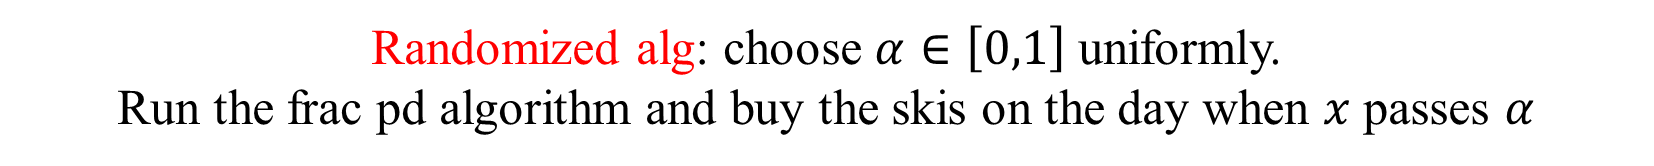 Randomized alg: choose α ∈ [0,1] uniformly.
Run the frac pd algorithm and buy the skis on the day when x passes α